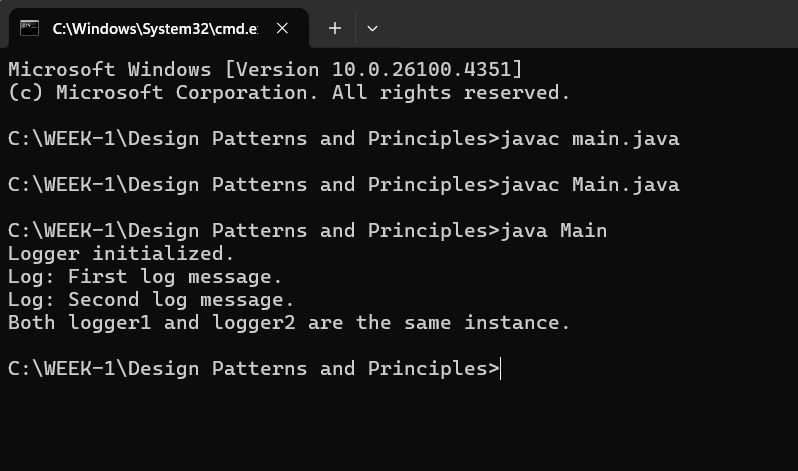 C:\Windows\System32\cmd.e
Microsoft Windows [Version 10.0.26100.4351]
(c) Microsoft Corporation. All rights reserved.
C:\WEEK-1\Design Patterns and Principles>javac main.java
C:\WEEK-1\Design Patterns and Principles>javac Main.java
C:\WEEK-1\Design Patterns and Principles>java Main
Logger initialized.
Log: First log message.
Log: Second log message.
Both logger1 and logger2 are the same instance.
C:\WEEK-1\Design Patterns and Principles>